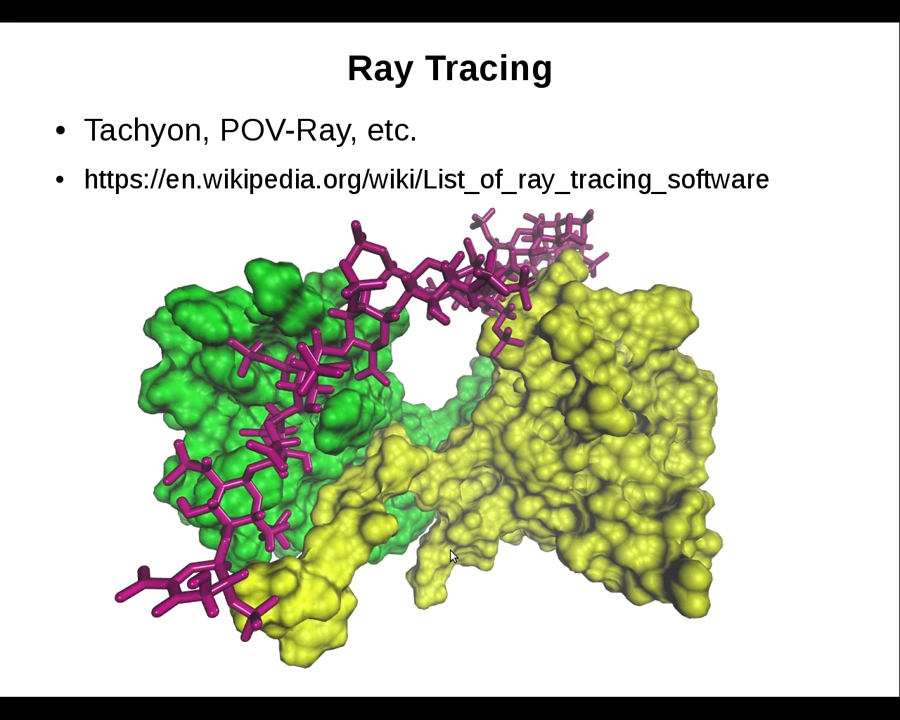 Ray Tracing
• Tachyon, POV-Ray, etc.
• https://en.wikipedia.org/wiki/List_of_ray_tracing_software